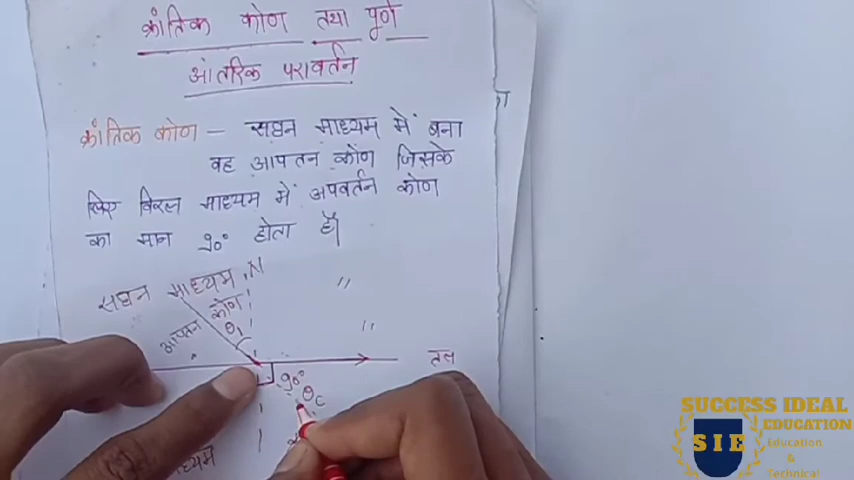 क्रांतिक कोण तथा पूर्ण
आंतरिक परावर्तन
क्रांतिक कोण – सघन माध्यम में बना
वह आपतन कोण जिसके
लिए विरल माध्यम में अपवर्तन कोण
का मान 90° होता है।
सघन माध्यम N "
आपतन कोण θi "
तल
90°
θc
SUCCESS IDEAL
EDUCATION
SIE
Education
&
Technical